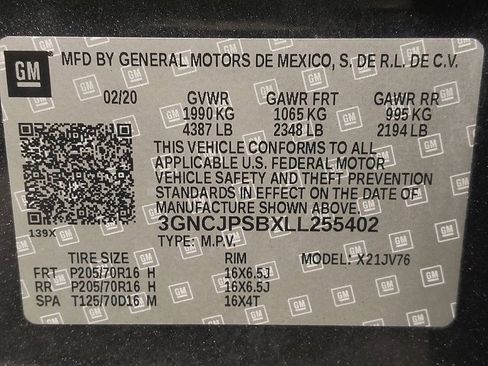 GM MFD BY GENERAL MOTORS DE MEXICO, S. DE R.L. DE C.V.
02/20 GVWR GAWR FRT GAWR RR
1990 KG 1065 KG 995 KG
4387 LB 2348 LB 2194 LB
THIS VEHICLE CONFORMS TO ALL
APPLICABLE U.S. FEDERAL MOTOR
VEHICLE SAFETY AND THEFT PREVENTION
STANDARDS IN EFFECT ON THE DATE OF
MANUFACTURE SHOWN ABOVE.
139X 3GNCJPSBXLL255402
TYPE: M.P.V. MODEL: X21JV76
TIRE SIZE RIM
FRT P205/70R16 H 16X6.5J
RR P205/70R16 H 16X6.5J
SPA T125/70D16 M 16X4T